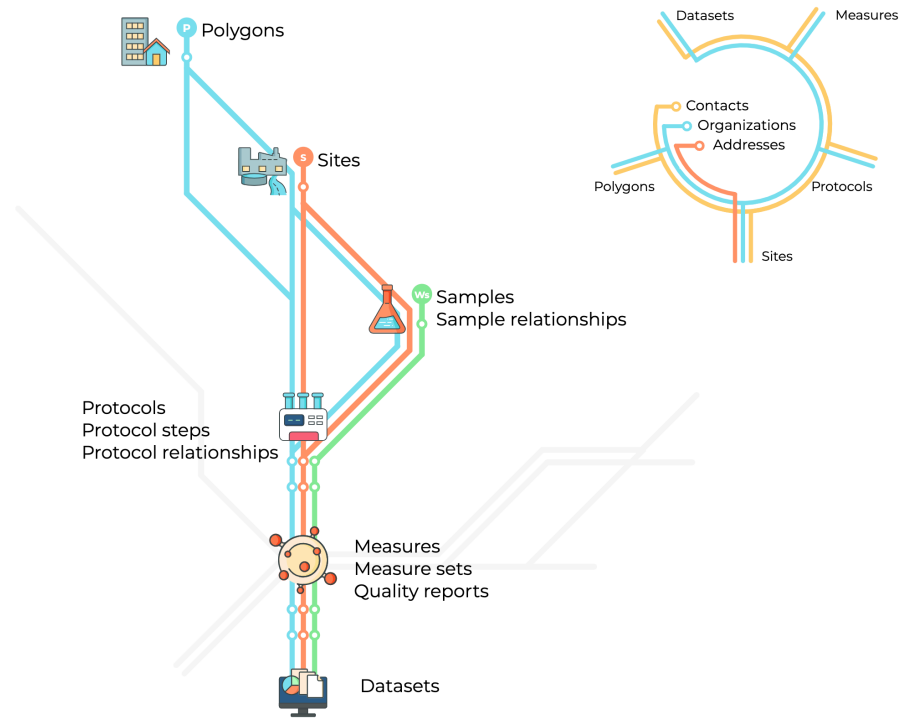 P Polygons
S Sites
Ws Samples
Sample relationships
Protocols
Protocol steps
Protocol relationships
Measures
Measure sets
Quality reports
Datasets
Datasets
Measures
Contacts
Organizations
Addresses
Polygons
Protocols
Sites